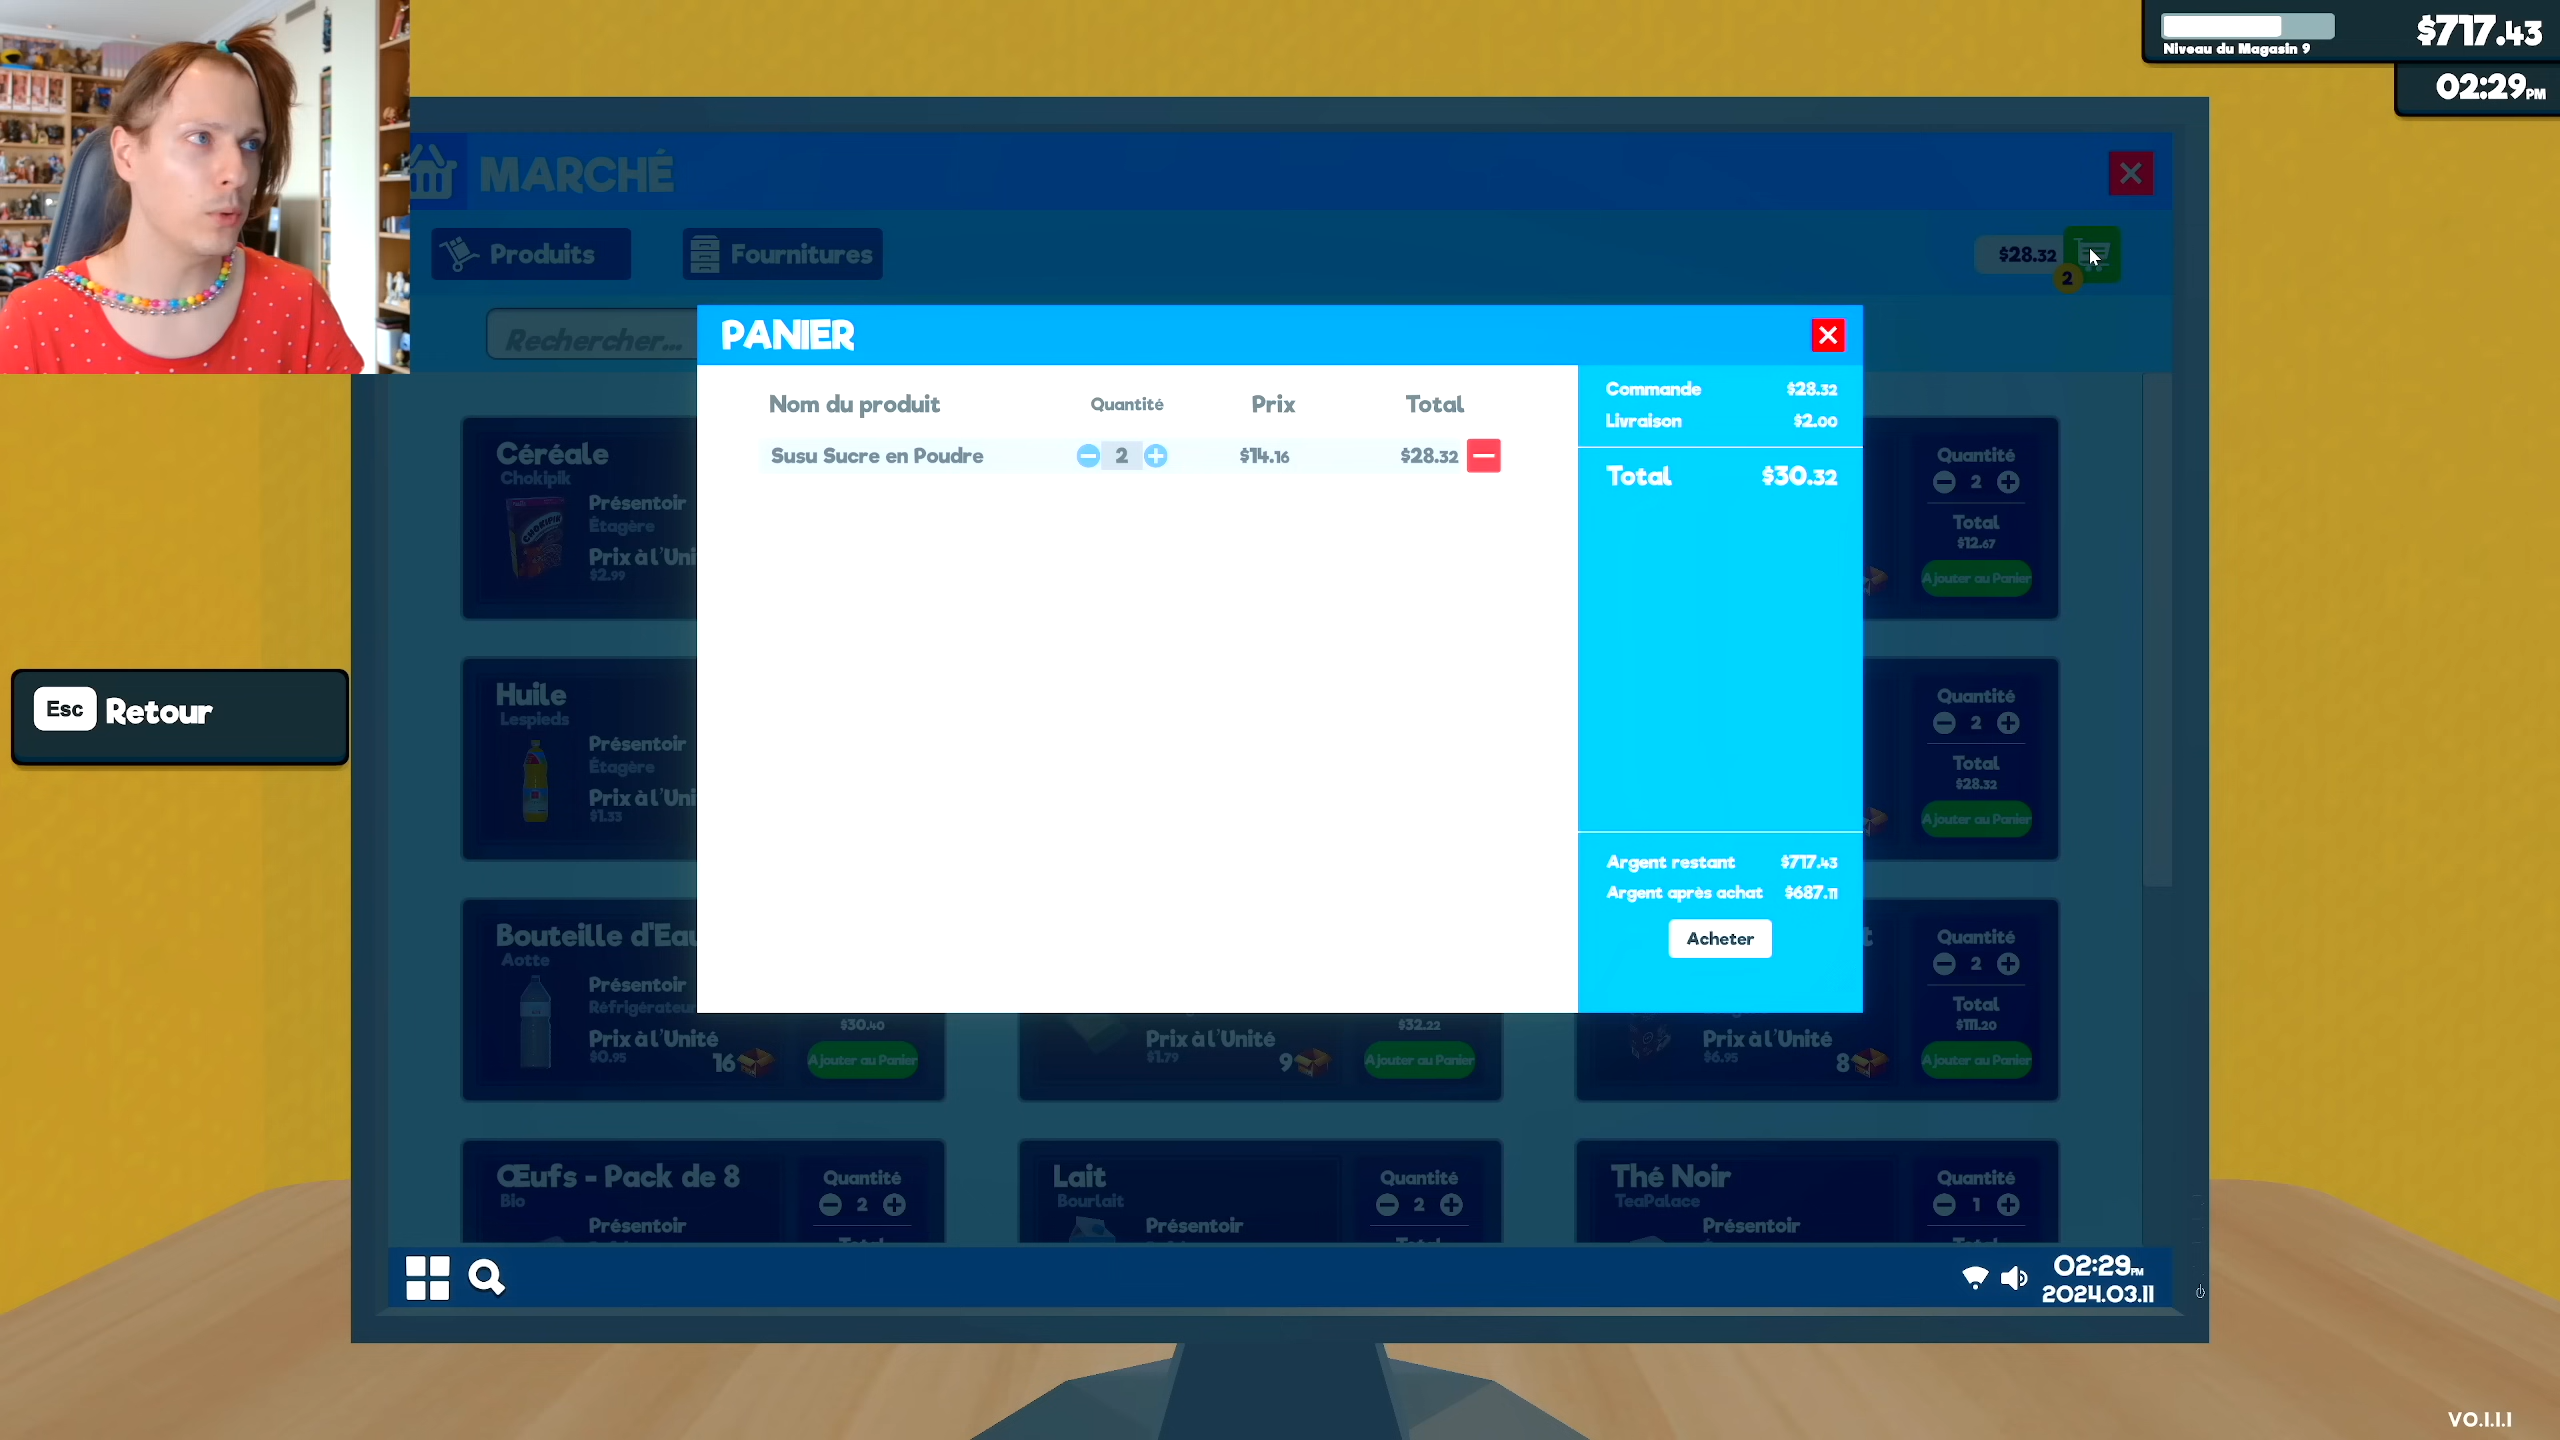 Niveau du Magasin 9
$717.43
02:29PM
MARCHÉ
Produits
Fournitures
$28.32
2
Rechercher...
PANIER
Nom du produit Quantité Prix Total
Susu Sucre en Poudre 2 $14.16 $28.32
Commande $28.32
Livraison $2.00
Total $30.32
Argent restant $717.43
Argent après achat $687.11
Acheter
Céréale
Chokipik
Présentoir
Étagère
Prix à l'Uni
$2.99
Quantité
2
Total
$12.67
Ajouter au Panier
Esc Retour
Huile
Lespieds
Présentoir
Étagère
Prix à l'Uni
$1.33
Quantité
2
Total
$28.32
Ajouter au Panier
Bouteille d'Eau
Aotte
Présentoir
Réfrigérateur
Prix à l'Unité
$0.95
16
$30.40
Ajouter au Panier
Prix à l'Unité
$1.79
9
$32.22
Ajouter au Panier
Prix à l'Unité
$6.95
8
Quantité
2
Total
$111.20
Ajouter au Panier
Œufs - Pack de 8
Bio
Présentoir
Quantité
2
Total
Lait
Bourlait
Présentoir
Quantité
2
Total
Thé Noir
TeaPalace
Présentoir
Quantité
1
Total
02:29PM
2024.03.11
V0.1.1.1